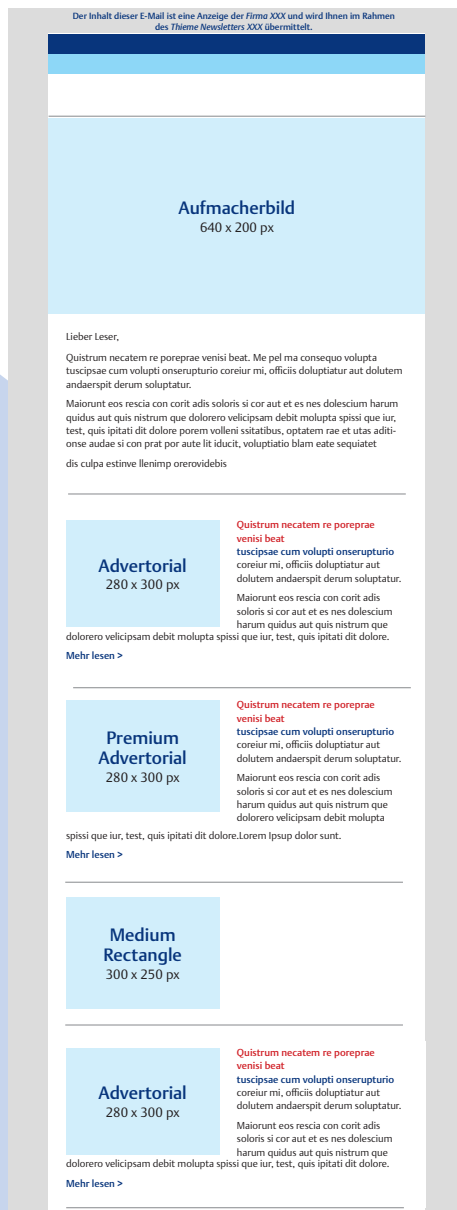 Der Inhalt dieser E-Mail ist eine Anzeige der Firma XXX und wird Ihnen im Rahmen
des Thieme Newsletters XXX übermittelt.
Aufmacherbild
640 x 200 px
Lieber Leser,
Quistrum necatem re poreprae venisi beat. Me pel ma consequo volupta
tuscipsae cum volupti onserupturio coreiur mi, officiis doluptiatur aut dolutem
andaerspit derum soluptatur.
Maiorunt eos rescia con corit adis soloris si cor aut et es nes dolescium harum
quidus aut quis nistrum que dolorero velicipsam debit molupta spissi que iur,
test, quis ipitati dit dolore porem volleni ssitatibus, optatem rae et utas aditi-
onse audae si con prat por aute lit iducit, voluptatio blam eate sequiatet
dis culpa estinve llenimp orerovidebis
Advertorial
280 x 300 px
Quistrum necatem re poreprae
venisi beat
tuscipsae cum volupti onserupturio
coreiur mi, officiis doluptiatur aut
dolutem andaerspit derum soluptatur.
Maiorunt eos rescia con corit adis
soloris si cor aut et es nes dolescium
harum quidus aut quis nistrum que
dolorero velicipsam debit molupta spissi que iur, test, quis ipitati dit dolore.
Mehr lesen >
Premium
Advertorial
280 x 300 px
Quistrum necatem re poreprae
venisi beat
tuscipsae cum volupti onserupturio
coreiur mi, officiis doluptiatur aut
dolutem andaerspit derum soluptatur.
Maiorunt eos rescia con corit adis
soloris si cor aut et es nes dolescium
harum quidus aut quis nistrum que
dolorero velicipsam debit molupta
spissi que iur, test, quis ipitati dit dolore.Lorem Ipsup dolor sunt.
Mehr lesen >
Medium
Rectangle
300 x 250 px
Advertorial
280 x 300 px
Quistrum necatem re poreprae
venisi beat
tuscipsae cum volupti onserupturio
coreiur mi, officiis doluptiatur aut
dolutem andaerspit derum soluptatur.
Maiorunt eos rescia con corit adis
soloris si cor aut et es nes dolescium
harum quidus aut quis nistrum que
dolorero velicipsam debit molupta spissi que iur, test, quis ipitati dit dolore.
Mehr lesen >